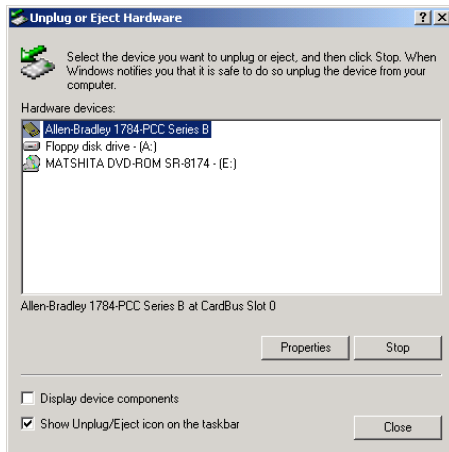 Unplug or Eject Hardware
Select the device you want to unplug or eject, and then click Stop. When
Windows notifies you that it is safe to do so unplug the device from your
computer.
Hardware devices:
Allen-Bradley 1784-PCC Series B
Floppy disk drive - (A:)
MATSHITA DVD-ROM SR-8174 - (E:)
Allen-Bradley 1784-PCC Series B at CardBus Slot 0
Properties Stop
Display device components
Show Unplug/Eject icon on the taskbar
Close